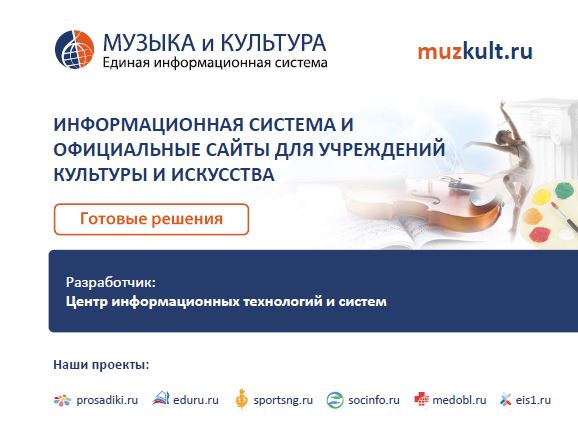 МУЗЫКА и КУЛЬТУРА
Единая информационная система
muzkult.ru
ИНФОРМАЦИОННАЯ СИСТЕМА И
ОФИЦИАЛЬНЫЕ САЙТЫ ДЛЯ УЧРЕЖДЕНИЙ
КУЛЬТУРЫ И ИСКУССТВА
Готовые решения
Разработчик:
Центр информационных технологий и систем
Наши проекты:
prosadiki.ru eduru.ru sportsng.ru socinfo.ru medobl.ru eis1.ru